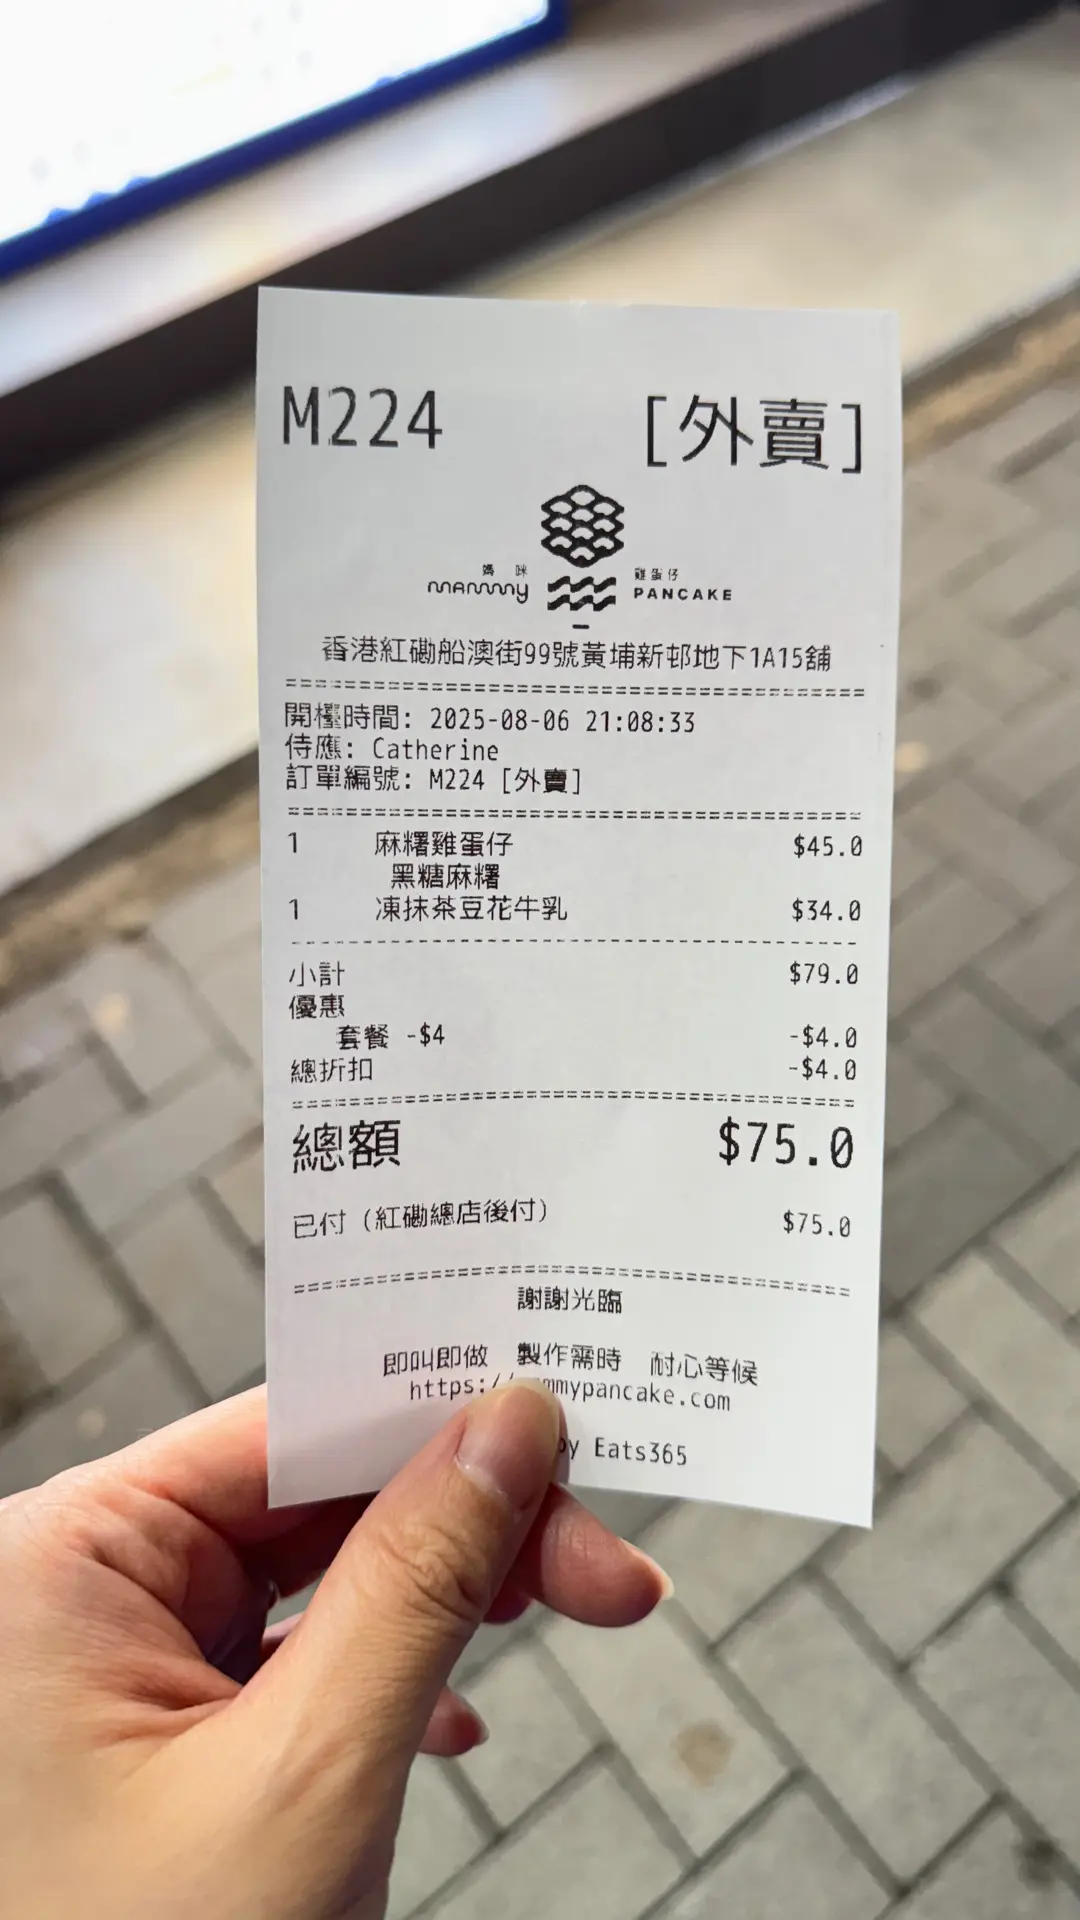 M224 [外賣]
媽咪 雞蛋仔
mammy PANCAKE
香港紅磡船澳街99號黃埔新邨地下1A15舖
開檯時間: 2025-08-06 21:08:33
侍應: Catherine
訂單編號: M224 [外賣]
1 麻糬雞蛋仔 $45.0
黑糖麻糬
1 凍抹茶豆花牛乳 $34.0
小計 $79.0
優惠
套餐 -$4 -$4.0
總折扣 -$4.0
總額 $75.0
已付 (紅磡總店後付) $75.0
謝謝光臨
即叫即做 製作需時 耐心等候
https:/ mmypancake.com
by Eats365